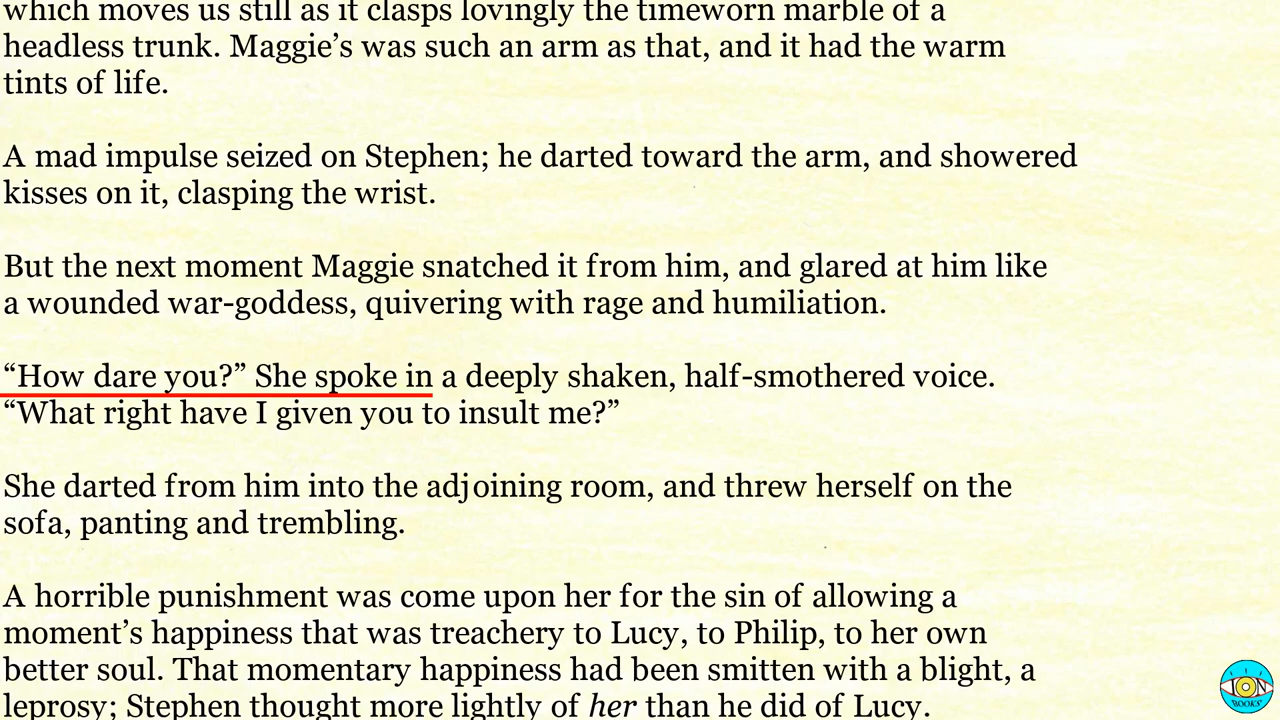 which moves us still as it clasps lovingly the timeworn marble of a
headless trunk. Maggie’s was such an arm as that, and it had the warm
tints of life.
A mad impulse seized on Stephen; he darted toward the arm, and showered
kisses on it, clasping the wrist.
But the next moment Maggie snatched it from him, and glared at him like
a wounded war-goddess, quivering with rage and humiliation.
“How dare you?” She spoke in a deeply shaken, half-smothered voice.
“What right have I given you to insult me?”
She darted from him into the adjoining room, and threw herself on the
sofa, panting and trembling.
A horrible punishment was come upon her for the sin of allowing a
moment’s happiness that was treachery to Lucy, to Philip, to her own
better soul. That momentary happiness had been smitten with a blight, a
leprosy; Stephen thought more lightly of her than he did of Lucy.
ION
BOOKS